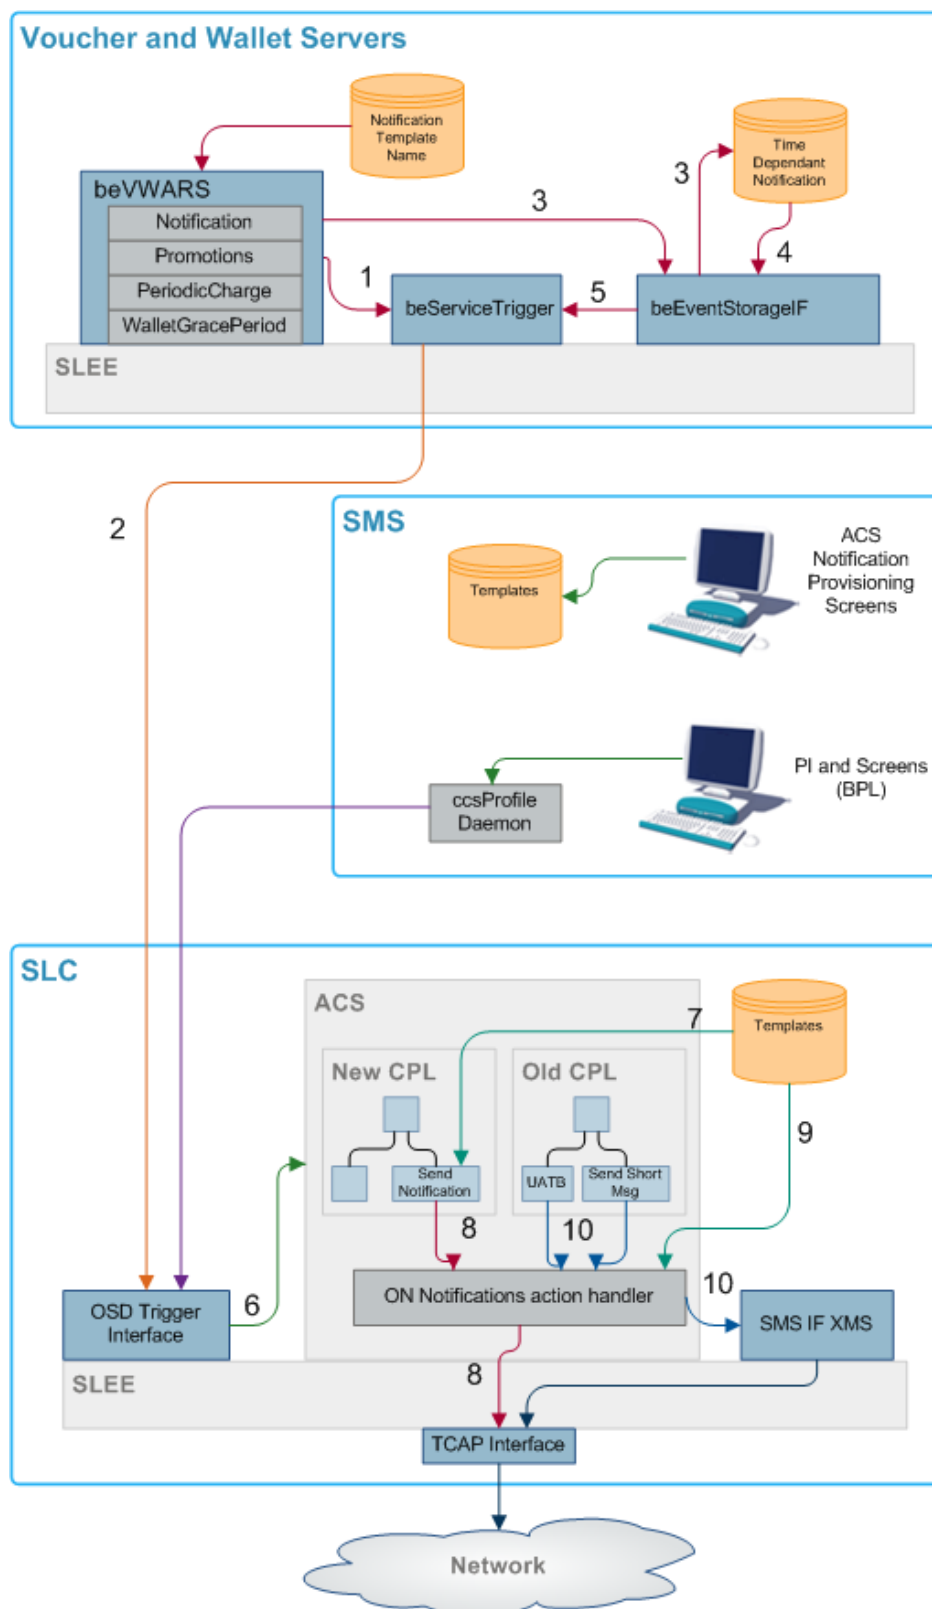 Voucher and Wallet Servers
Notification
Template
Name
Time
Dependant
Notification
beVWARS
Notification
Promotions
PeriodicCharge
WalletGracePeriod
3
3
4
1
5
beServiceTrigger
beEventStorageIF
SLEE
2
SMS
Templates
ACS
Notification
Provisioning
Screens
ccsProfile
Daemon
PI and Screens
(BPL)
SLC
ACS
7
Templates
New CPL
Old CPL
Send
Notification
UATB
Send Short
Msg
9
8
10
6
OSD Trigger
Interface
ON Notifications action handler
10
SMS IF XMS
8
SLEE
TCAP Interface
Network